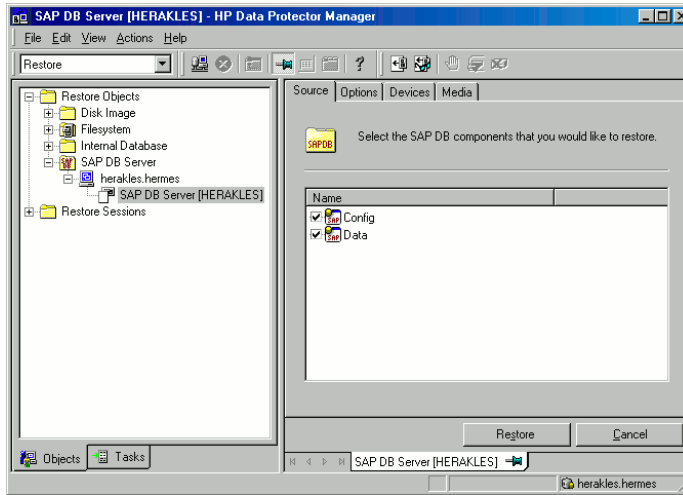 SAP DB Server [HERAKLES] - HP Data Protector Manager
File Edit View Actions Help
Restore
Restore Objects
Disk Image
Filesystem
Internal Database
SAP DB Server
herakles.hermes
SAP DB Server [HERAKLES]
Restore Sessions
Objects
Tasks
Source Options Devices Media
SAPDB
Select the SAP DB components that you would like to restore.
Name
SAP Config
SAP Data
Restore Cancel
SAP DB Server [HERAKLES]
herakles.hermes